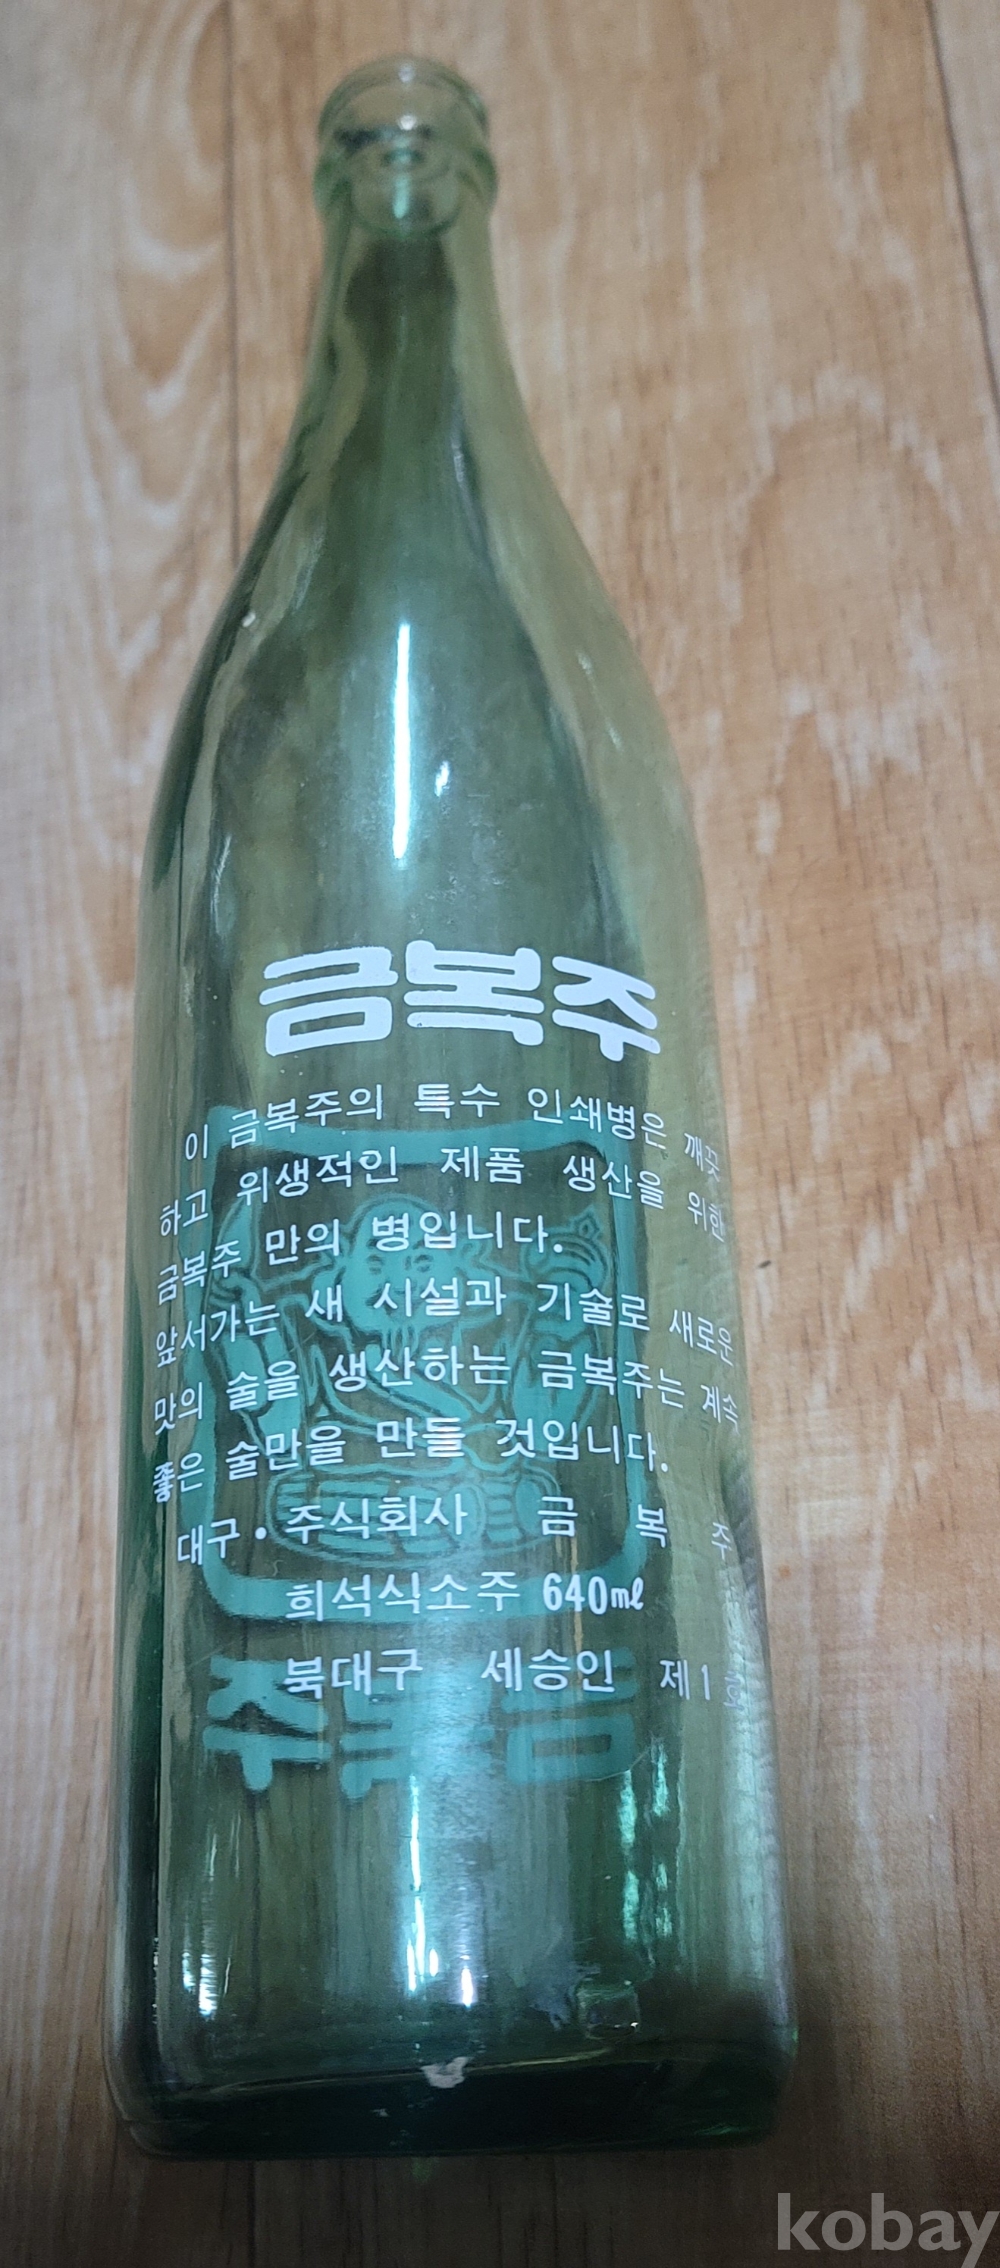 금복주
이 금복주의 특수 인쇄병은 깨끗
하고 위생적인 제품 생산을 위한
금복주 만의 병입니다.
앞서가는 새 시설과 기술로 새로운
맛의 술을 생산하는 금복주는 계속
좋은 술만을 만들 것입니다.
대구·주식회사 금 복 주
희석식소주 640㎖
북대구 세승인 제1호
금복주
kobay